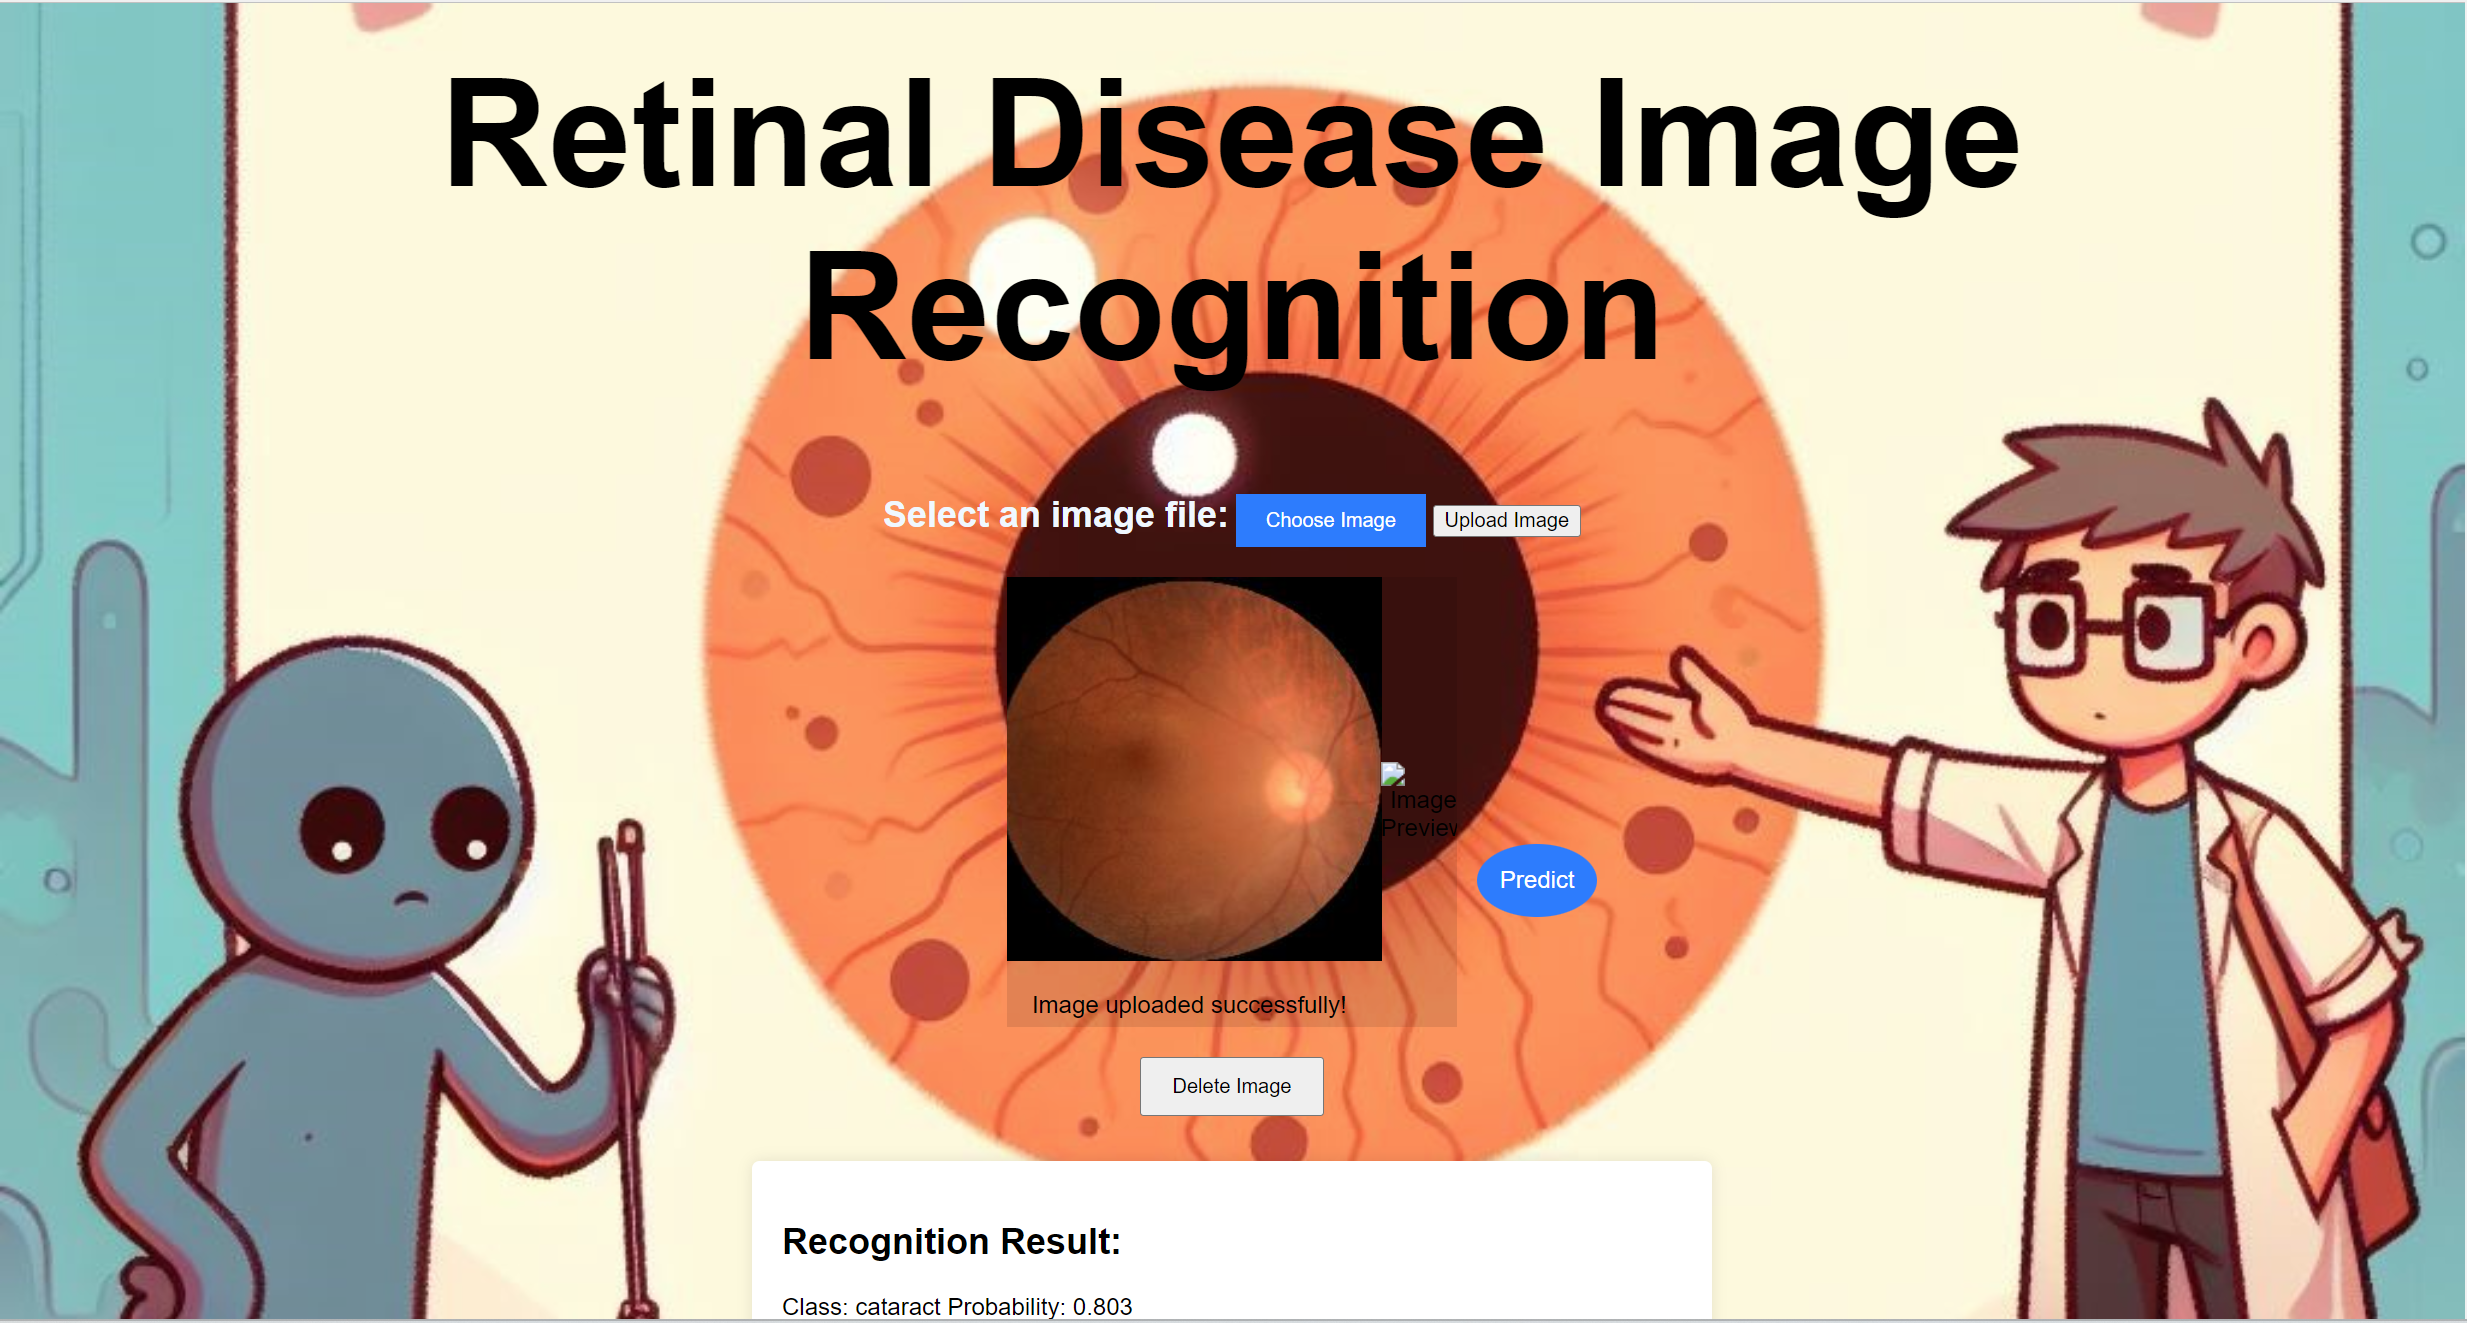 Retinal Disease Image
Recognition
Select an image file: Choose Image Upload Image
Image
Preview
Predict
Image uploaded successfully!
Delete Image
Recognition Result:
Class: cataract Probability: 0.803